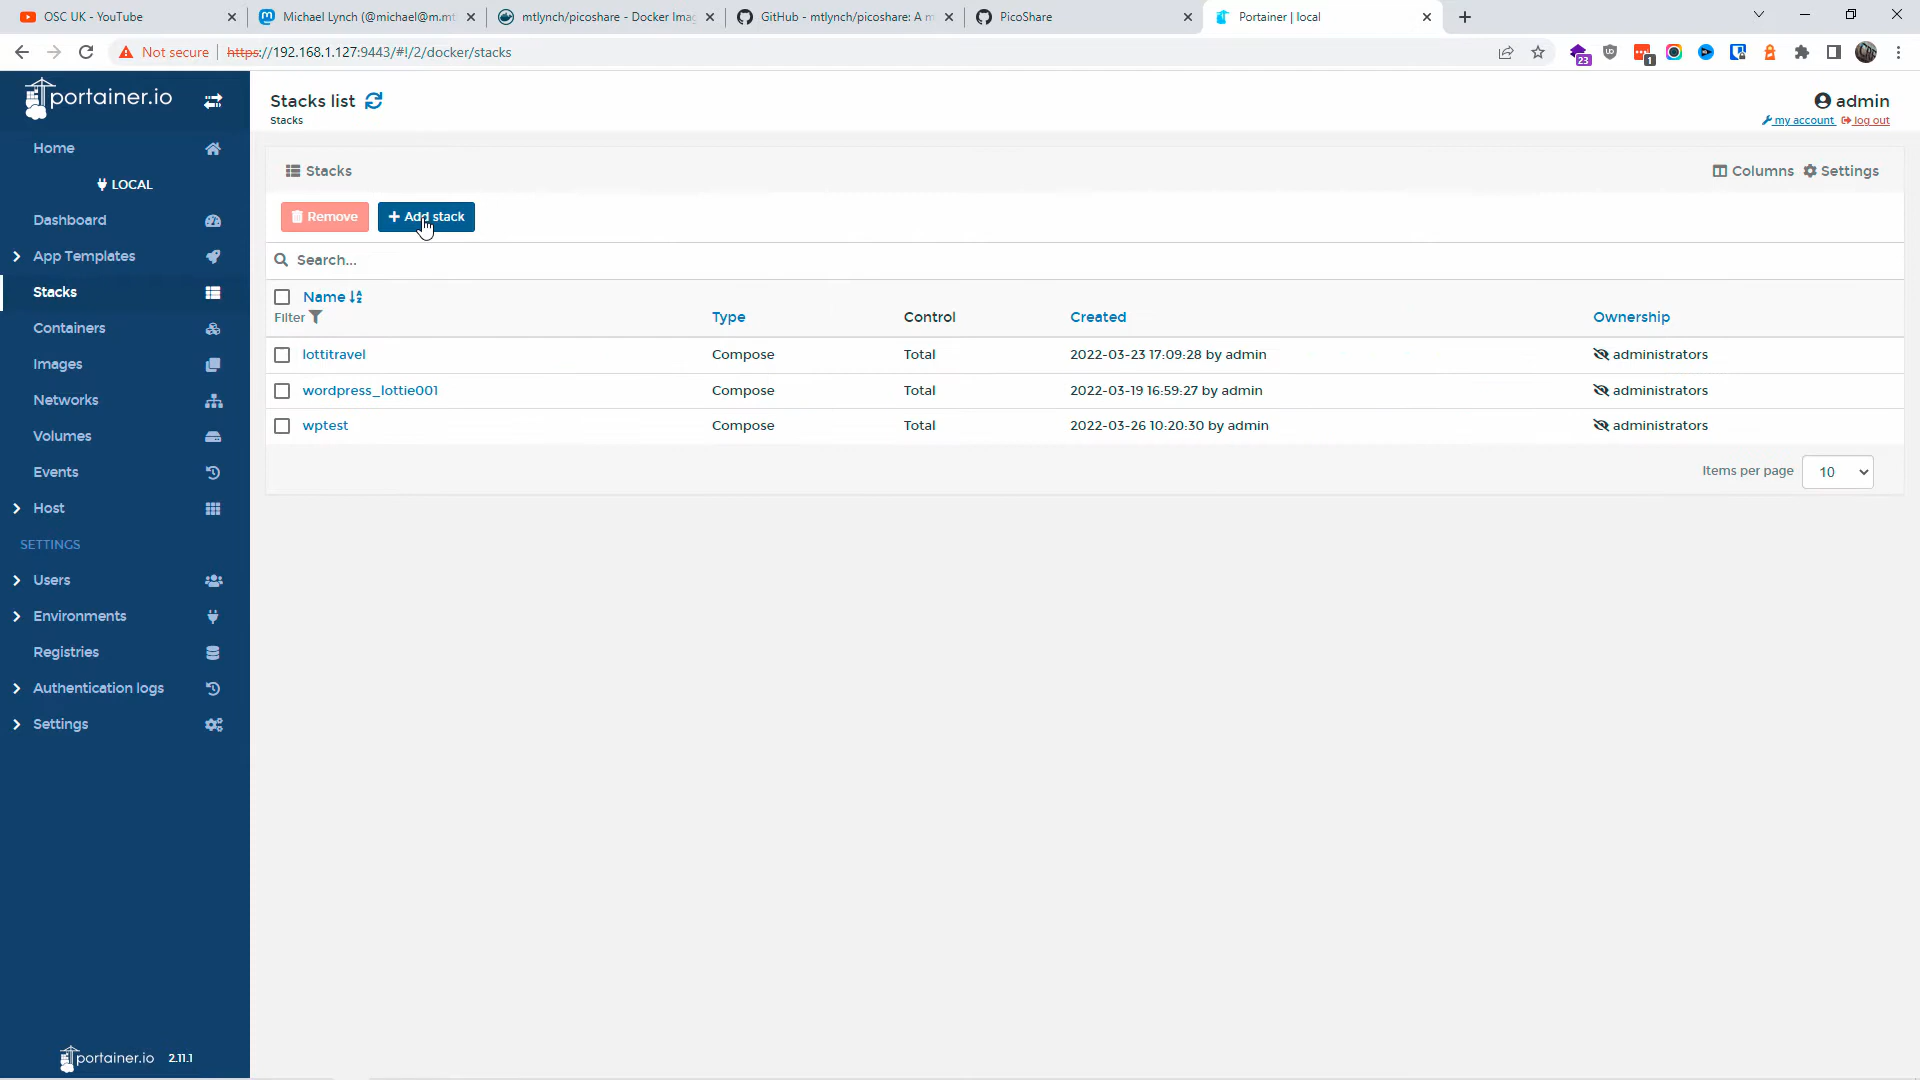 OSC UK - YouTube
Michael Lynch (@michael@m.mt
mtlynch/picoshare - Docker Ima
GitHub - mtlynch/picoshare: A m
PicoShare
Portainer | local
Not secure
https://192.168.1.127:9443/#!/2/docker/stacks
23
1
portainer.io
Stacks list
Stacks
admin
my account
log out
Home
LOCAL
Dashboard
App Templates
Stacks
Containers
Images
Networks
Volumes
Events
Host
SETTINGS
Users
Environments
Registries
Authentication logs
Settings
portainer.io 2.11.1
Stacks
Columns
Settings
Remove
+ Add stack
Search...
Name
Filter
Type
Control
Created
Ownership
lottitravel Compose Total 2022-03-23 17:09:28 by admin administrators
wordpress_lottie001 Compose Total 2022-03-19 16:59:27 by admin administrators
wptest Compose Total 2022-03-26 10:20:30 by admin administrators
Items per page 10